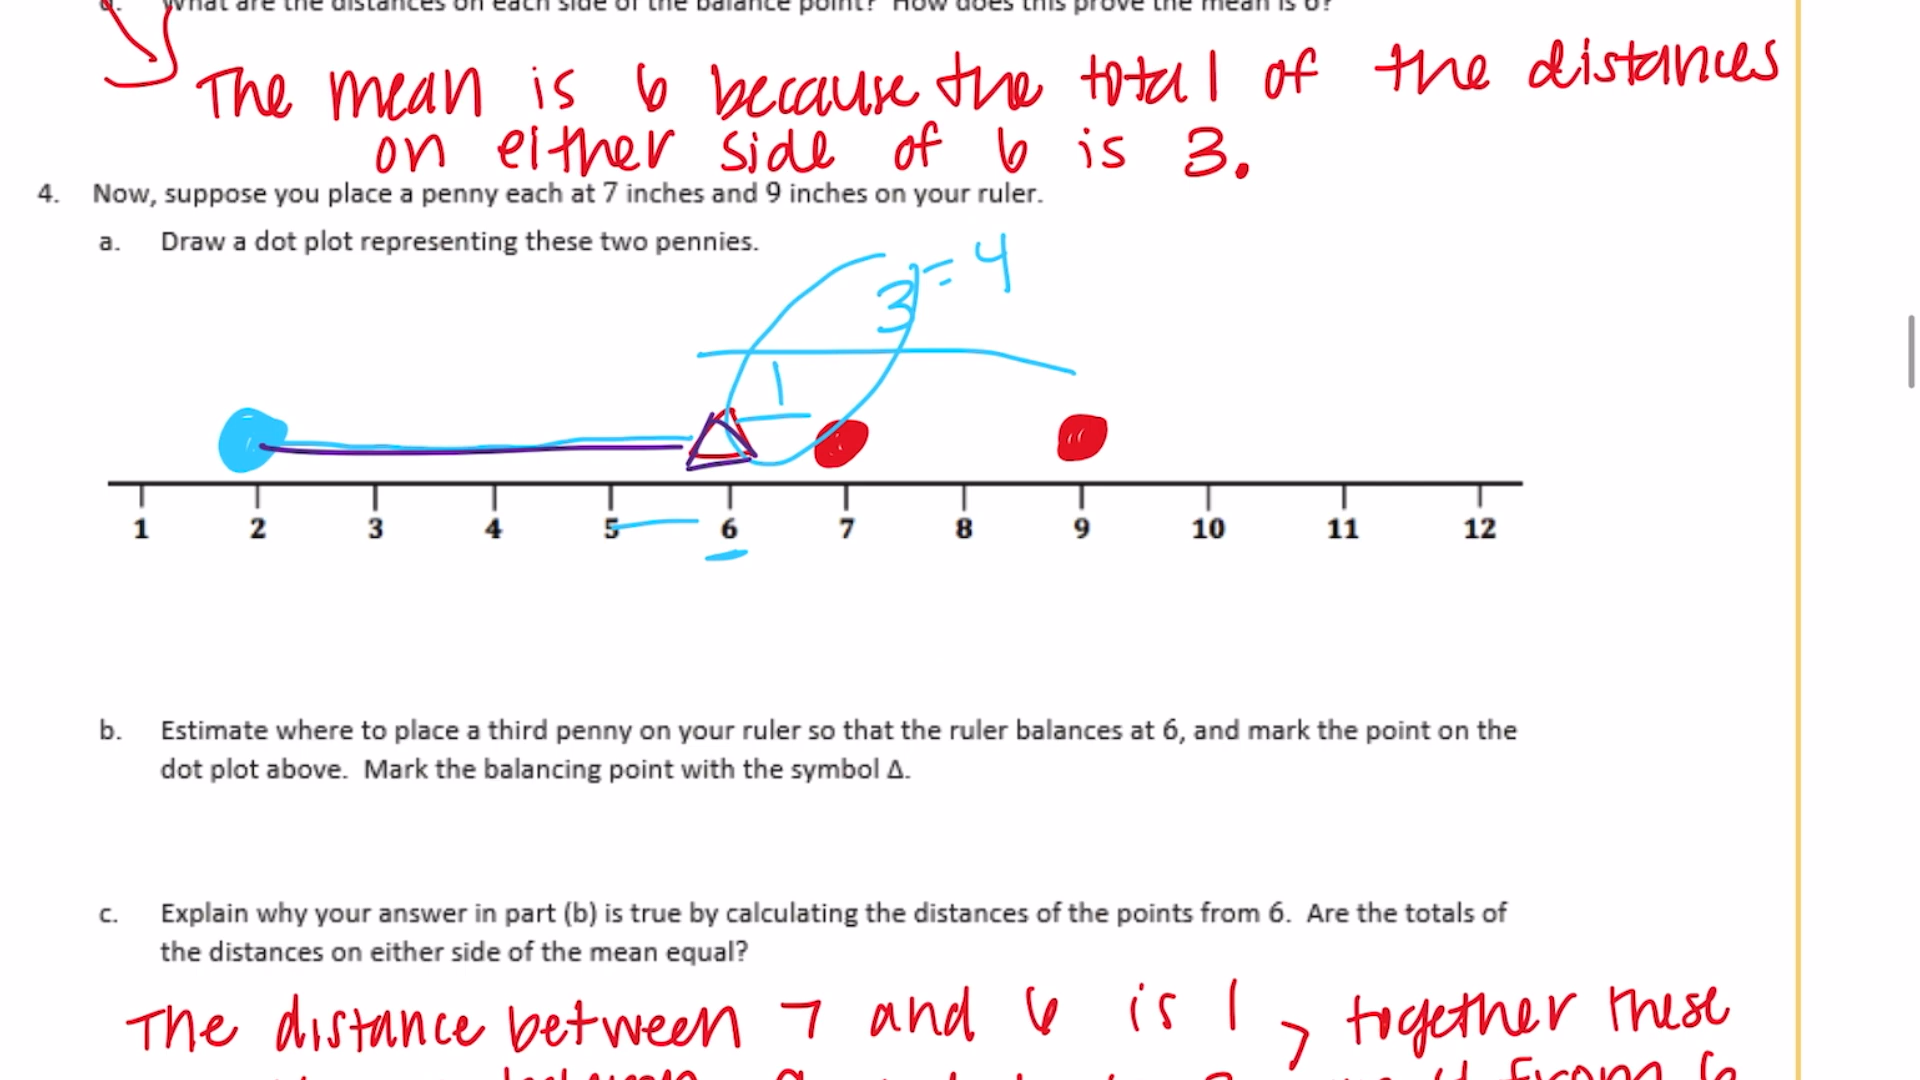 d. What are the distances on each side of the balance point? How does this prove the mean is 6?
The mean is 6 because the total of the distances
on either side of 6 is 3.
4. Now, suppose you place a penny each at 7 inches and 9 inches on your ruler.
a. Draw a dot plot representing these two pennies.
3 = 4
1
1 2 3 4 5 6 7 8 9 10 11 12
b. Estimate where to place a third penny on your ruler so that the ruler balances at 6, and mark the point on the
dot plot above. Mark the balancing point with the symbol Δ.
c. Explain why your answer in part (b) is true by calculating the distances of the points from 6. Are the totals of
the distances on either side of the mean equal?
The distance between 7 and 6 is 1, together these
between 9 from 6